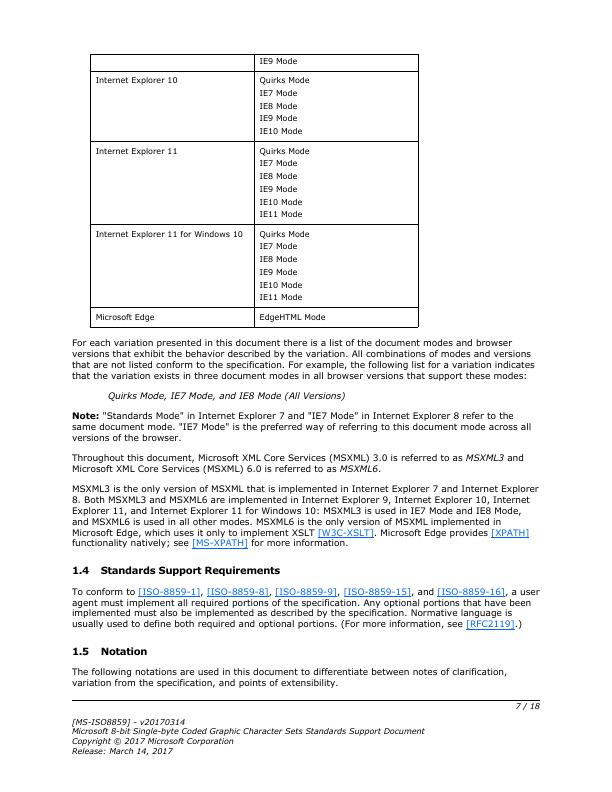 IE9 Mode
Internet Explorer 10
Quirks Mode
IE7 Mode
IE8 Mode
IE9 Mode
IE10 Mode
Internet Explorer 11
Quirks Mode
IE7 Mode
IE8 Mode
IE9 Mode
IE10 Mode
IE11 Mode
Internet Explorer 11 for Windows 10
Quirks Mode
IE7 Mode
IE8 Mode
IE9 Mode
IE10 Mode
IE11 Mode
Microsoft Edge
EdgeHTML Mode
For each variation presented in this document there is a list of the document modes and browser
versions that exhibit the behavior described by the variation. All combinations of modes and versions
that are not listed conform to the specification. For example, the following list for a variation indicates
that the variation exists in three document modes in all browser versions that support these modes:
Quirks Mode, IE7 Mode, and IE8 Mode (All Versions)
Note: "Standards Mode" in Internet Explorer 7 and "IE7 Mode" in Internet Explorer 8 refer to the
same document mode. "IE7 Mode" is the preferred way of referring to this document mode across all
versions of the browser.
Throughout this document, Microsoft XML Core Services (MSXML) 3.0 is referred to as MSXML3 and
Microsoft XML Core Services (MSXML) 6.0 is referred to as MSXML6.
MSXML3 is the only version of MSXML that is implemented in Internet Explorer 7 and Internet Explorer
8. Both MSXML3 and MSXML6 are implemented in Internet Explorer 9, Internet Explorer 10, Internet
Explorer 11, and Internet Explorer 11 for Windows 10: MSXML3 is used in IE7 Mode and IE8 Mode,
and MSXML6 is used in all other modes. MSXML6 is the only version of MSXML implemented in
Microsoft Edge, which uses it only to implement XSLT [W3C-XSLT]. Microsoft Edge provides [XPATH]
functionality natively; see [MS-XPATH] for more information.
1.4 Standards Support Requirements
To conform to [ISO-8859-1], [ISO-8859-8], [ISO-8859-9], [ISO-8859-15], and [ISO-8859-16], a user
agent must implement all required portions of the specification. Any optional portions that have been
implemented must also be implemented as described by the specification. Normative language is
usually used to define both required and optional portions. (For more information, see [RFC2119].)
1.5 Notation
The following notations are used in this document to differentiate between notes of clarification,
variation from the specification, and points of extensibility.
7 / 18
[MS-ISO8859] - v20170314
Microsoft 8-bit Single-byte Coded Graphic Character Sets Standards Support Document
Copyright © 2017 Microsoft Corporation
Release: March 14, 2017